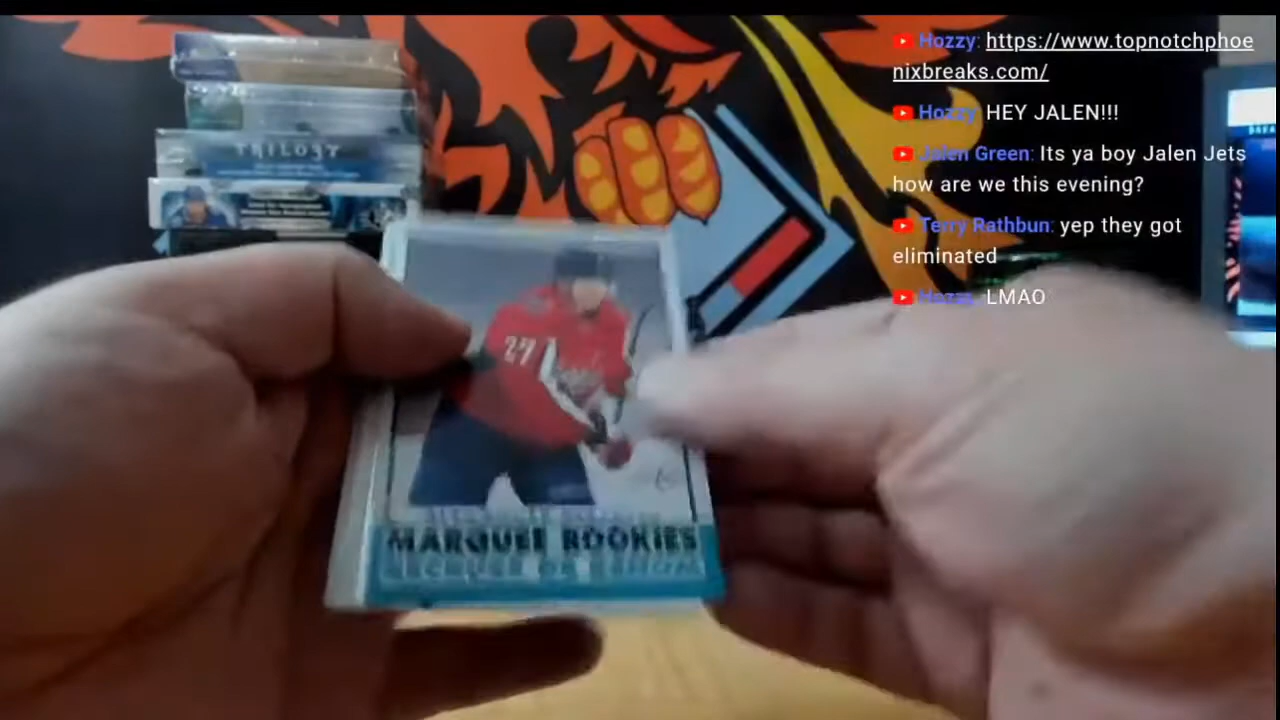 Hozzy: https://www.topnotchphoe
nixbreaks.com/
Hozzy: HEY JALEN!!!
Jalen Green: Its ya boy Jalen Jets
how are we this evening?
Terry Rathbun: yep they got
eliminated
Hozzy: LMAO
TRILOGY
27
MARQUEE ROOKIES